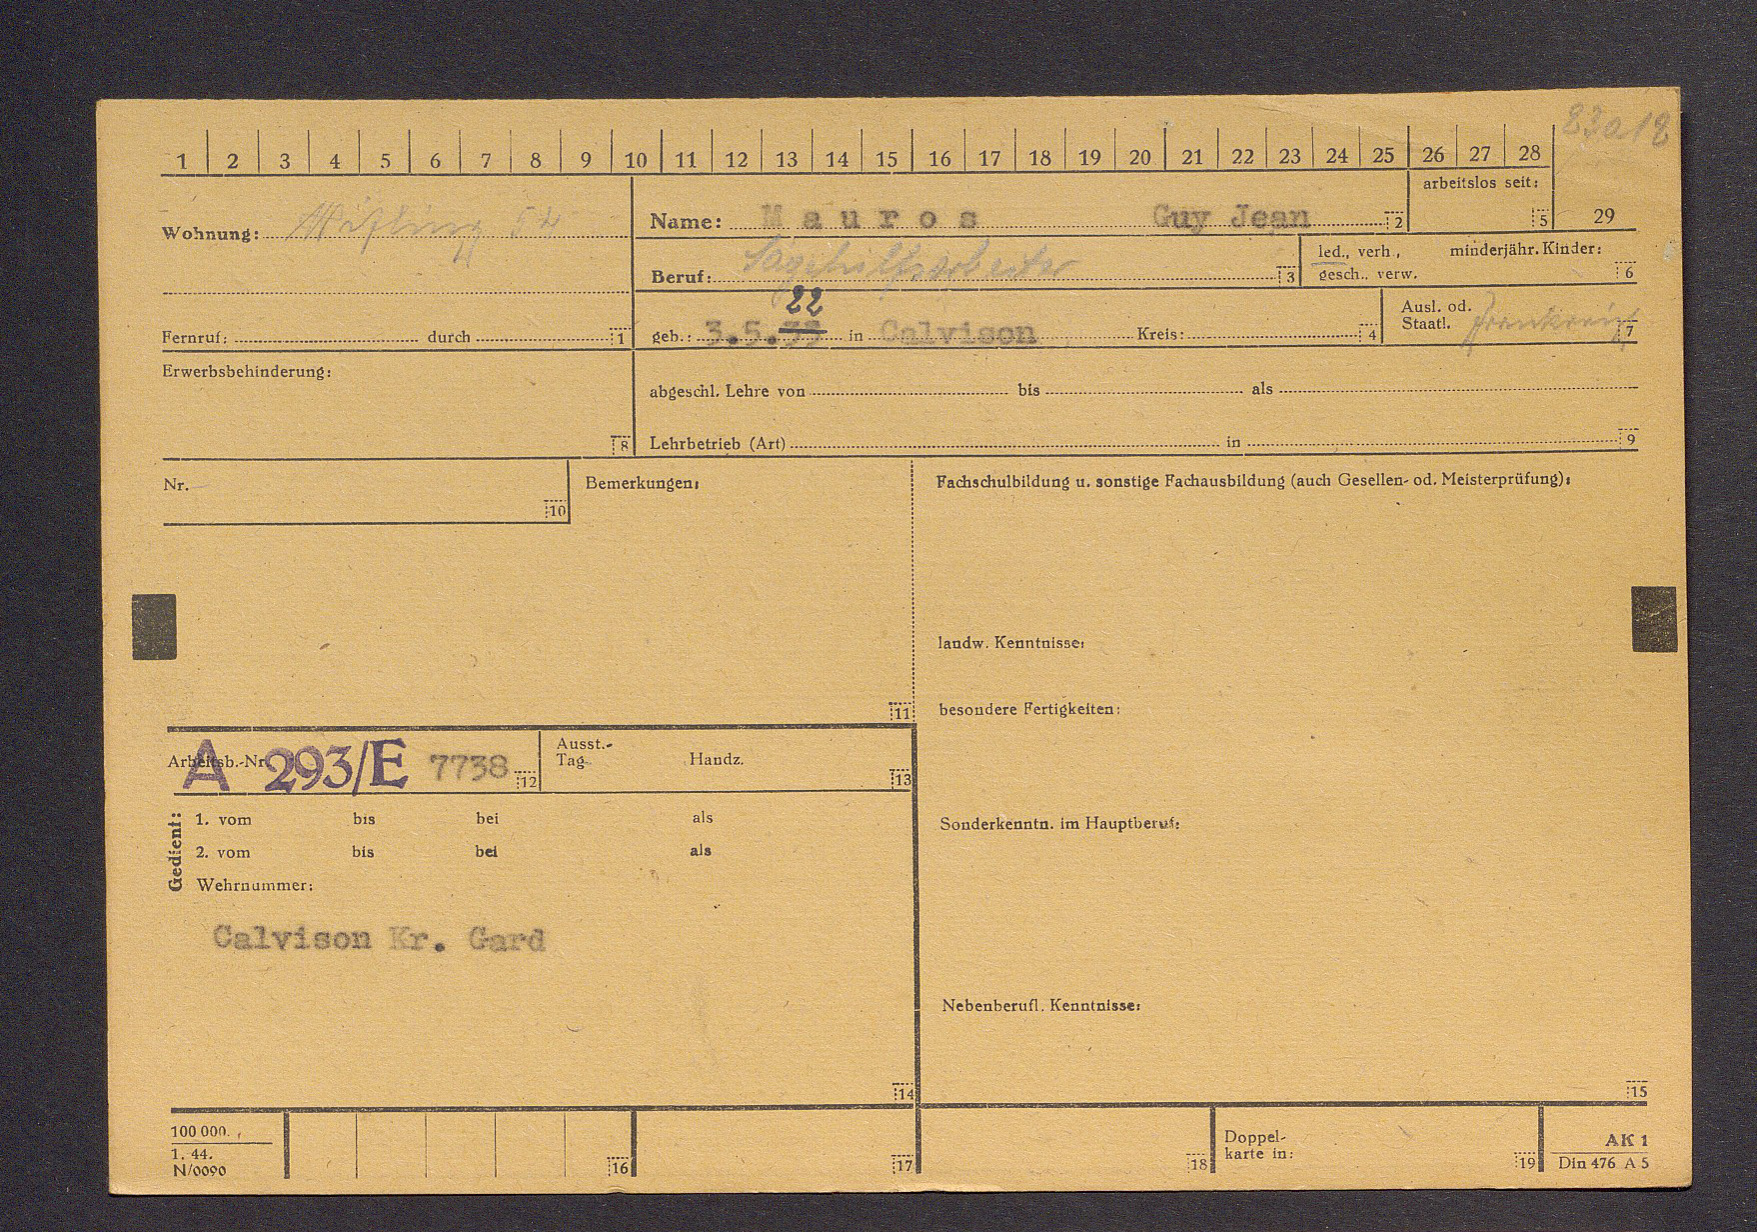 83a18
1 2 3 4 5 6 7 8 9 10 11 12 13 14 15 16 17 18 19 20 21 22 23 24 25 26 27 28
arbeitslos seit:
5 29
Wohnung: 54
Name: Mauros Guy Jean 2
Beruf: Sägehilfsarbeiter 3
led., verh., minderjähr. Kinder:
gesch., verw. 6
22
Fernruf: durch 1
geb.: 3.5.33 in Calvison Kreis: 4
Ausl. od.
Staatl. Frankreich 7
Erwerbsbehinderung:
8
abgeschl. Lehre von bis als
Lehrbetrieb (Art) in 9
Nr.
10
Bemerkungen:
11
Fachschulbildung u. sonstige Fachausbildung (auch Gesellen- od. Meisterprüfung):
landw. Kenntnisse:
besondere Fertigkeiten:
Arbeitsb.-Nr. A 293/E 7738 12
Ausst.-
Tag Handz. 13
Gedient:
1. vom bis bei als
2. vom bis bei als
Wehrnummer:
Calvison Kr. Gard
14
Sonderkenntn. im Hauptberuf:
Nebenberufl. Kenntnisse:
15
100 000.
1. 44.
N/0090
16
17
18
Doppel-
karte in: 19
AK 1
Din 476 A 5